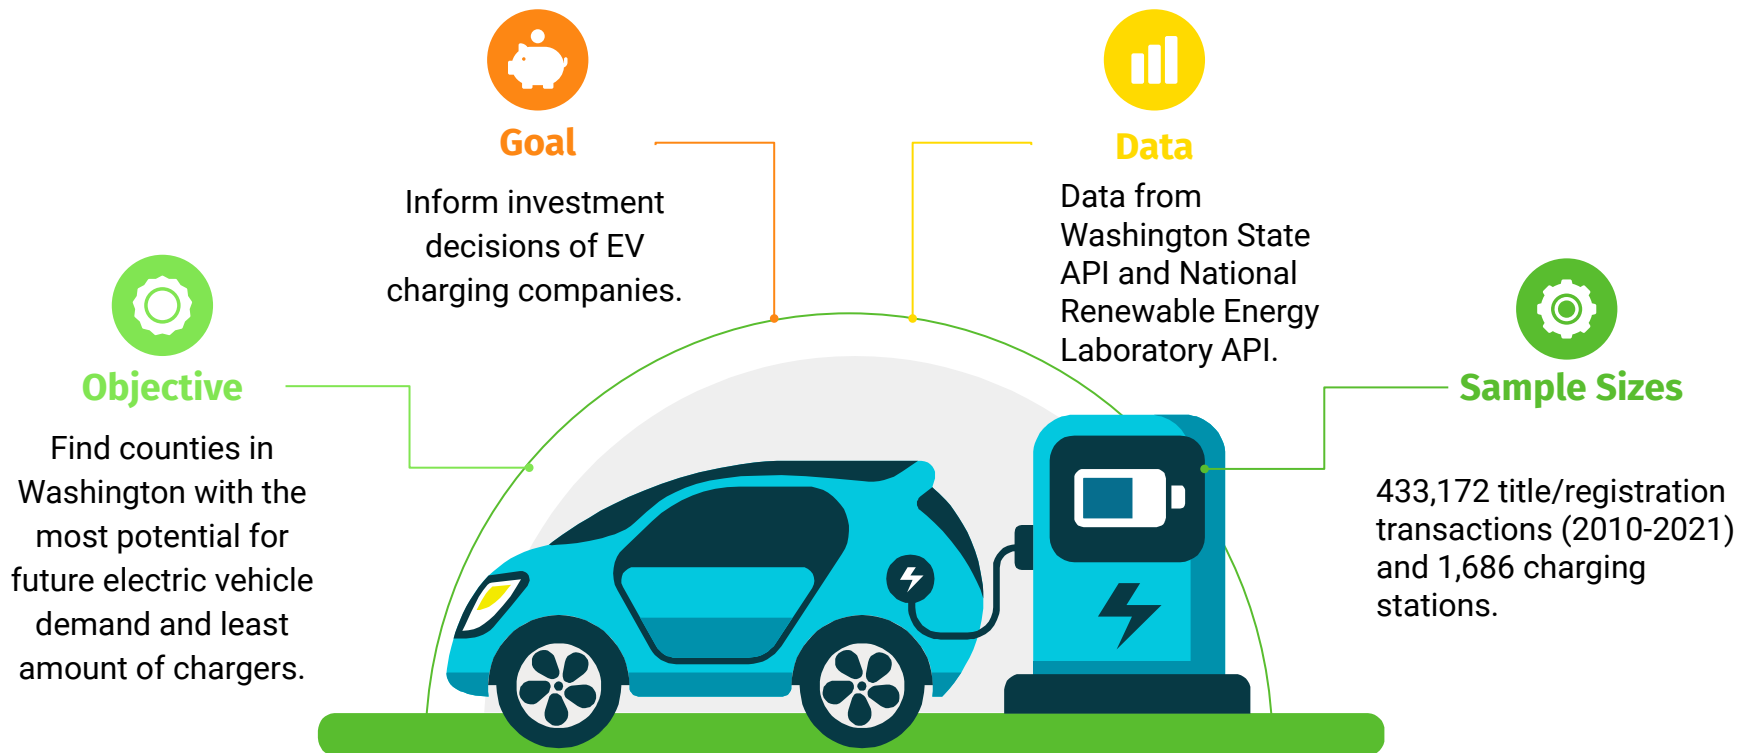 Goal
Inform investment
decisions of EV
charging companies.
Data
Data from
Washington State
API and National
Renewable Energy
Laboratory API.
Objective
Find counties in
Washington with the
most potential for
future electric vehicle
demand and least
amount of chargers.
Sample Sizes
433,172 title/registration
transactions (2010-2021)
and 1,686 charging
stations.